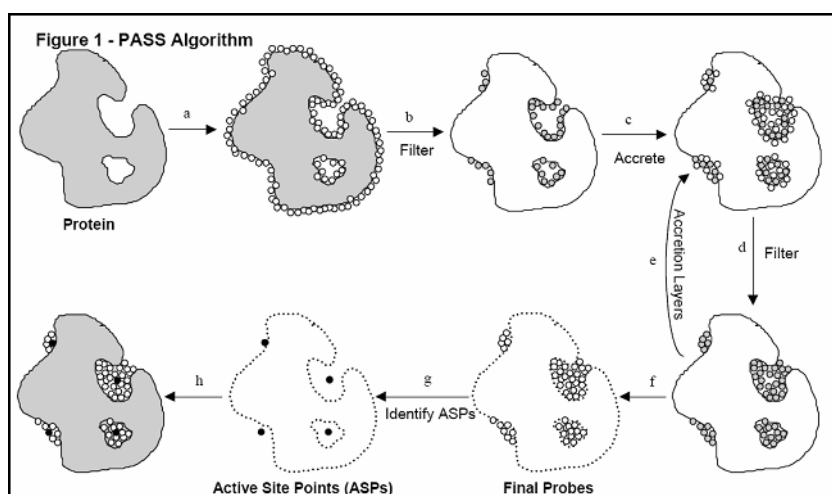 Figure 1 - PASS Algorithm
a
b
Filter
c
Accrete
Protein
e
Accretion Layers
d
Filter
h
g
Identify ASPs
f
Active Site Points (ASPs)
Final Probes